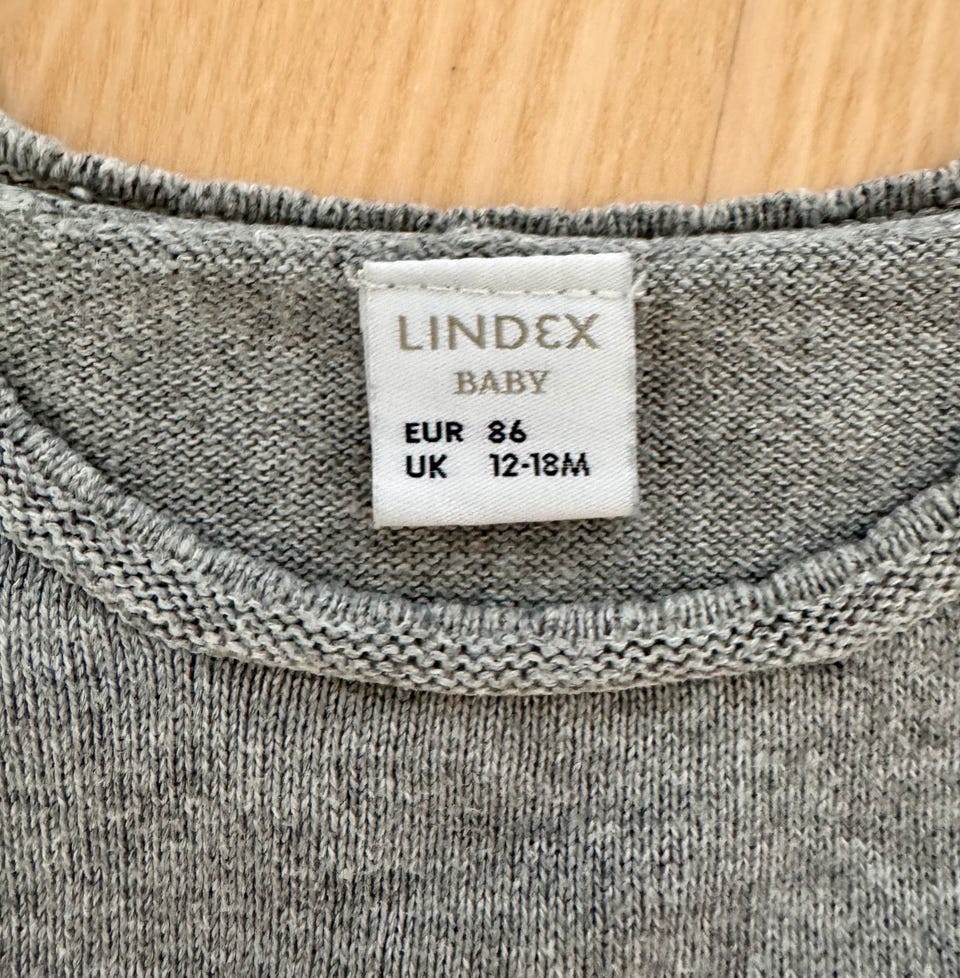 LINDEX
BABY
EUR 86
UK 12-18M